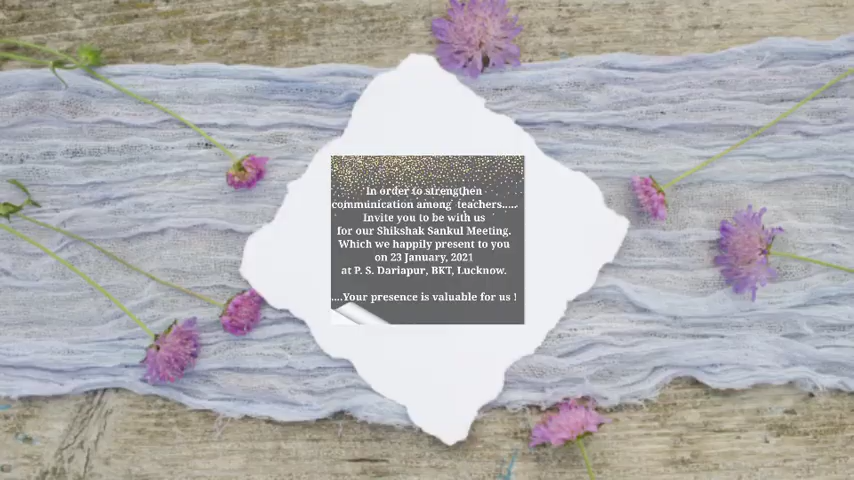 In order to strengthen
communication among teachers.....
Invite you to be with us
for our Shikshak Sankul Meeting.
Which we happily present to you
on 23 January, 2021
at P. S. Dariapur, BKT, Lucknow.
....Your presence is valuable for us !